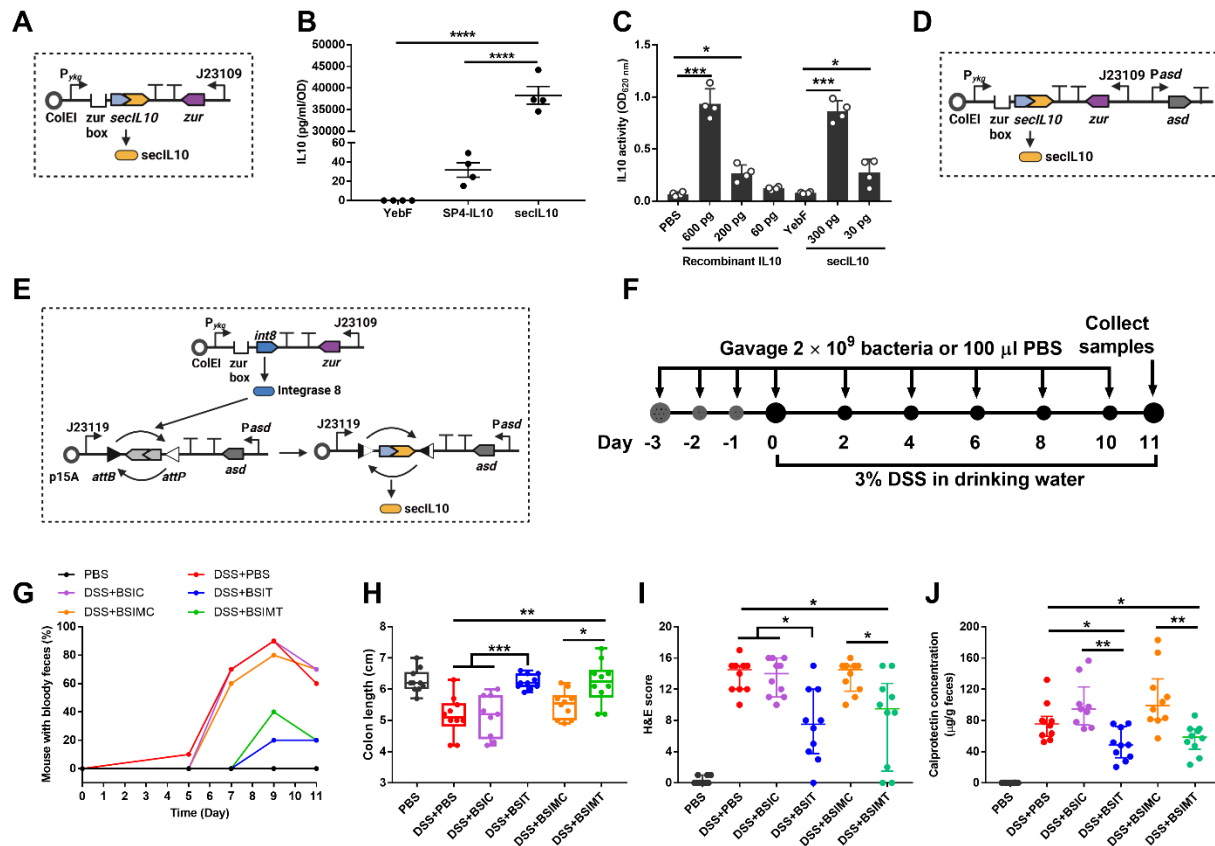 A
P ykg
J23109
ColEI
zur
box
secIL10
zur
secIL10
B
****
****
IL10 (pg/ml/OD)
50000
45000
40000
35000
30000
60
40
20
0
YebF
SP4-IL10
secIL10
C
*
***
*
***
IL10 activity (OD620 nm)
1.5
1.0
0.5
0.0
PBS
600 pg
200 pg
60 pg
YebF
300 pg
30 pg
Recombinant IL10
secIL10
D
P ykg
J23109
Pasd
ColEI
zur
box
secIL10
zur
asd
secIL10
E
P ykg
int8
J23109
ColEI
zur
box
zur
Integrase 8
J23119
Pasd
p15A
attB
attP
asd
J23119
Pasd
asd
secIL10
F
Collect
samples
Gavage 2 × 10⁹ bacteria or 100 μl PBS
Day -3 -2 -1 0 2 4 6 8 10 11
3% DSS in drinking water
G
PBS
DSS+PBS
DSS+BSIC
DSS+BSIT
DSS+BSIMC
DSS+BSIMT
Mouse with bloody feces (%)
100
80
60
40
20
0
0 1 2 3 4 5 6 7 8 9 10 11
Time (Day)
H
**
***
*
Colon length (cm)
9
8
7
6
5
4
3
PBS
DSS+PBS
DSS+BSIC
DSS+BSIT
DSS+BSIMC
DSS+BSIMT
I
*
*
*
H&E score
20
15
10
5
0
PBS
DSS+PBS
DSS+BSIC
DSS+BSIT
DSS+BSIMC
DSS+BSIMT
J
*
*
**
**
Calprotectin concentration
(μg/g feces)
240
200
160
120
80
40
0
PBS
DSS+PBS
DSS+BSIC
DSS+BSIT
DSS+BSIMC
DSS+BSIMT